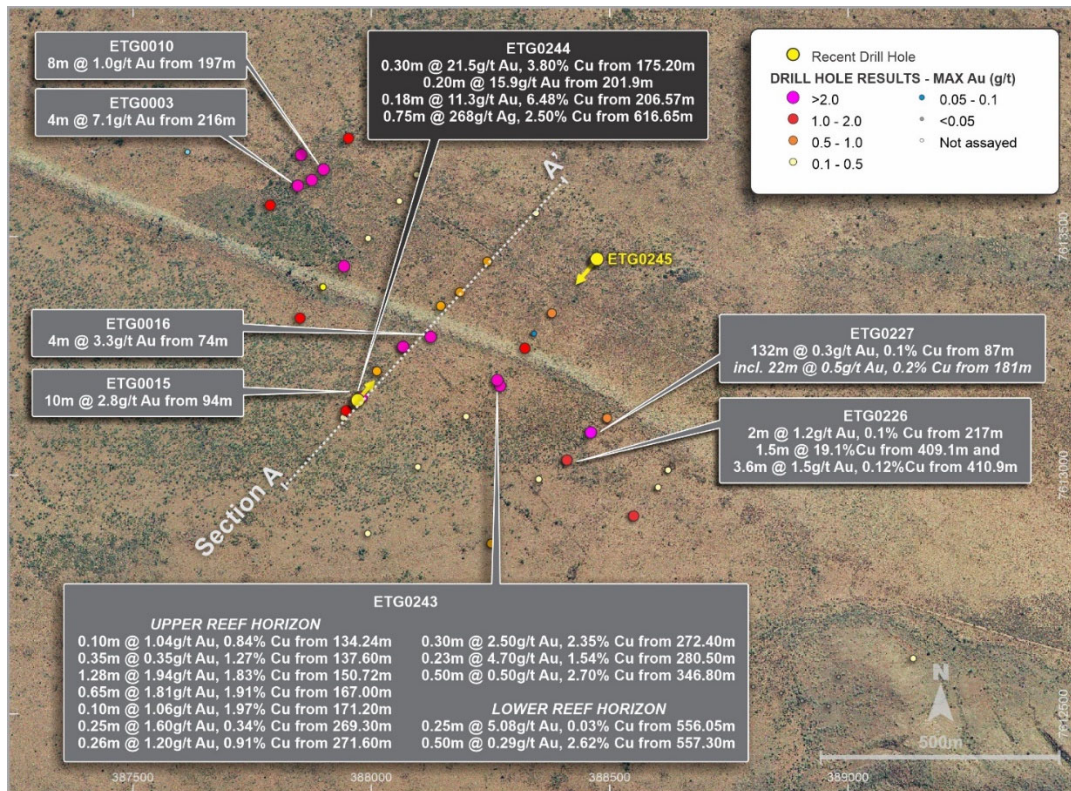 ETG0010
8m @ 1.0g/t Au from 197m
ETG0003
4m @ 7.1g/t Au from 216m
ETG0244
0.30m @ 21.5g/t Au, 3.80% Cu from 175.20m
0.20m @ 15.9g/t Au from 201.9m
0.18m @ 11.3g/t Au, 6.48% Cu from 206.57m
0.75m @ 268g/t Ag, 2.50% Cu from 616.65m
Recent Drill Hole
DRILL HOLE RESULTS - MAX Au (g/t)
>2.0
1.0 - 2.0
0.5 - 1.0
0.1 - 0.5
0.05 - 0.1
<0.05
Not assayed
A'
7613500
ETG0245
ETG0016
4m @ 3.3g/t Au from 74m
ETG0015
10m @ 2.8g/t Au from 94m
ETG0227
132m @ 0.3g/t Au, 0.1% Cu from 87m
incl. 22m @ 0.5g/t Au, 0.2% Cu from 181m
ETG0226
2m @ 1.2g/t Au, 0.1% Cu from 217m
1.5m @ 19.1%Cu from 409.1m and
3.6m @ 1.5g/t Au, 0.12%Cu from 410.9m
7613000
Section A
ETG0243
UPPER REEF HORIZON
0.10m @ 1.04g/t Au, 0.84% Cu from 134.24m
0.35m @ 0.35g/t Au, 1.27% Cu from 137.60m
1.28m @ 1.94g/t Au, 1.83% Cu from 150.72m
0.65m @ 1.81g/t Au, 1.91% Cu from 167.00m
0.10m @ 1.06g/t Au, 1.97% Cu from 171.20m
0.25m @ 1.60g/t Au, 0.34% Cu from 269.30m
0.26m @ 1.20g/t Au, 0.91% Cu from 271.60m
0.30m @ 2.50g/t Au, 2.35% Cu from 272.40m
0.23m @ 4.70g/t Au, 1.54% Cu from 280.50m
0.50m @ 0.50g/t Au, 2.70% Cu from 346.80m
LOWER REEF HORIZON
0.25m @ 5.08g/t Au, 0.03% Cu from 556.05m
0.50m @ 0.29g/t Au, 2.62% Cu from 557.30m
N
500m
7612500
387500
388000
388500
389000